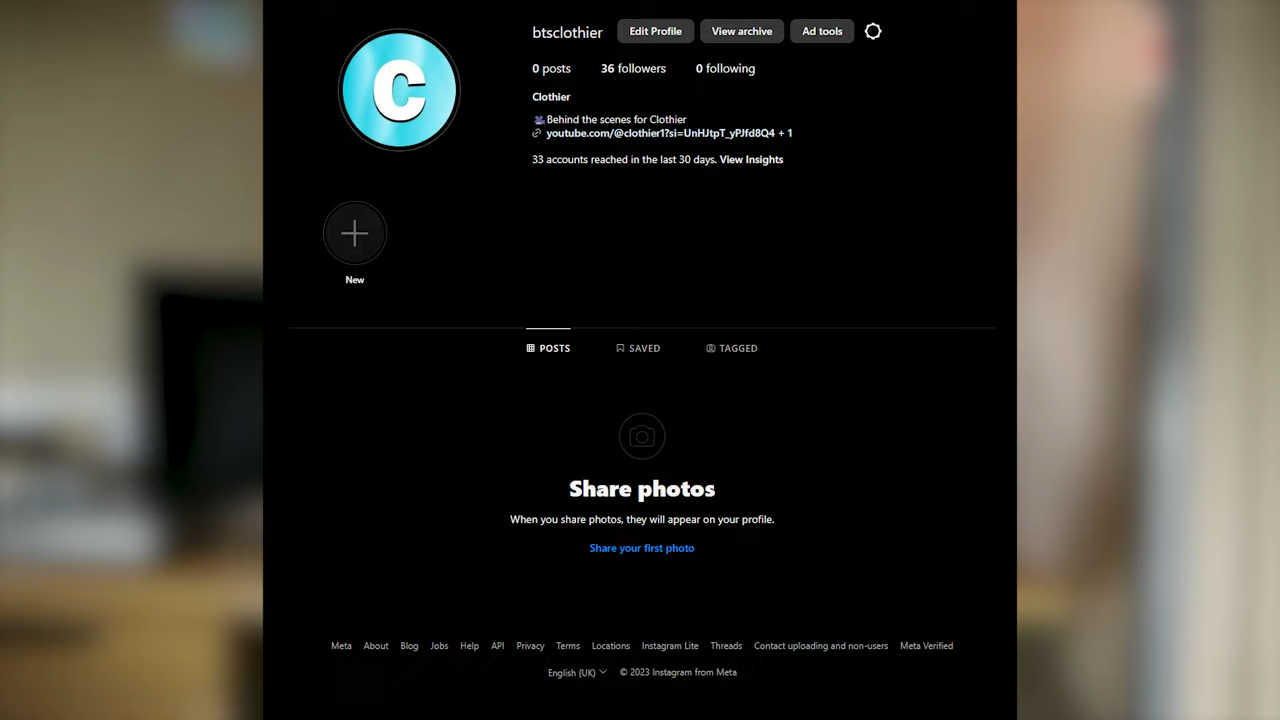 C
btsclothier Edit Profile View archive Ad tools
0 posts 36 followers 0 following
Clothier
Behind the scenes for Clothier
youtube.com/@clothier1?si=UnHJtpT_yPJfd8Q4 + 1
33 accounts reached in the last 30 days. View Insights
New
POSTS SAVED TAGGED
Share photos
When you share photos, they will appear on your profile.
Share your first photo
Meta About Blog Jobs Help API Privacy Terms Locations Instagram Lite Threads Contact uploading and non-users Meta Verified
English (UK) © 2023 Instagram from Meta